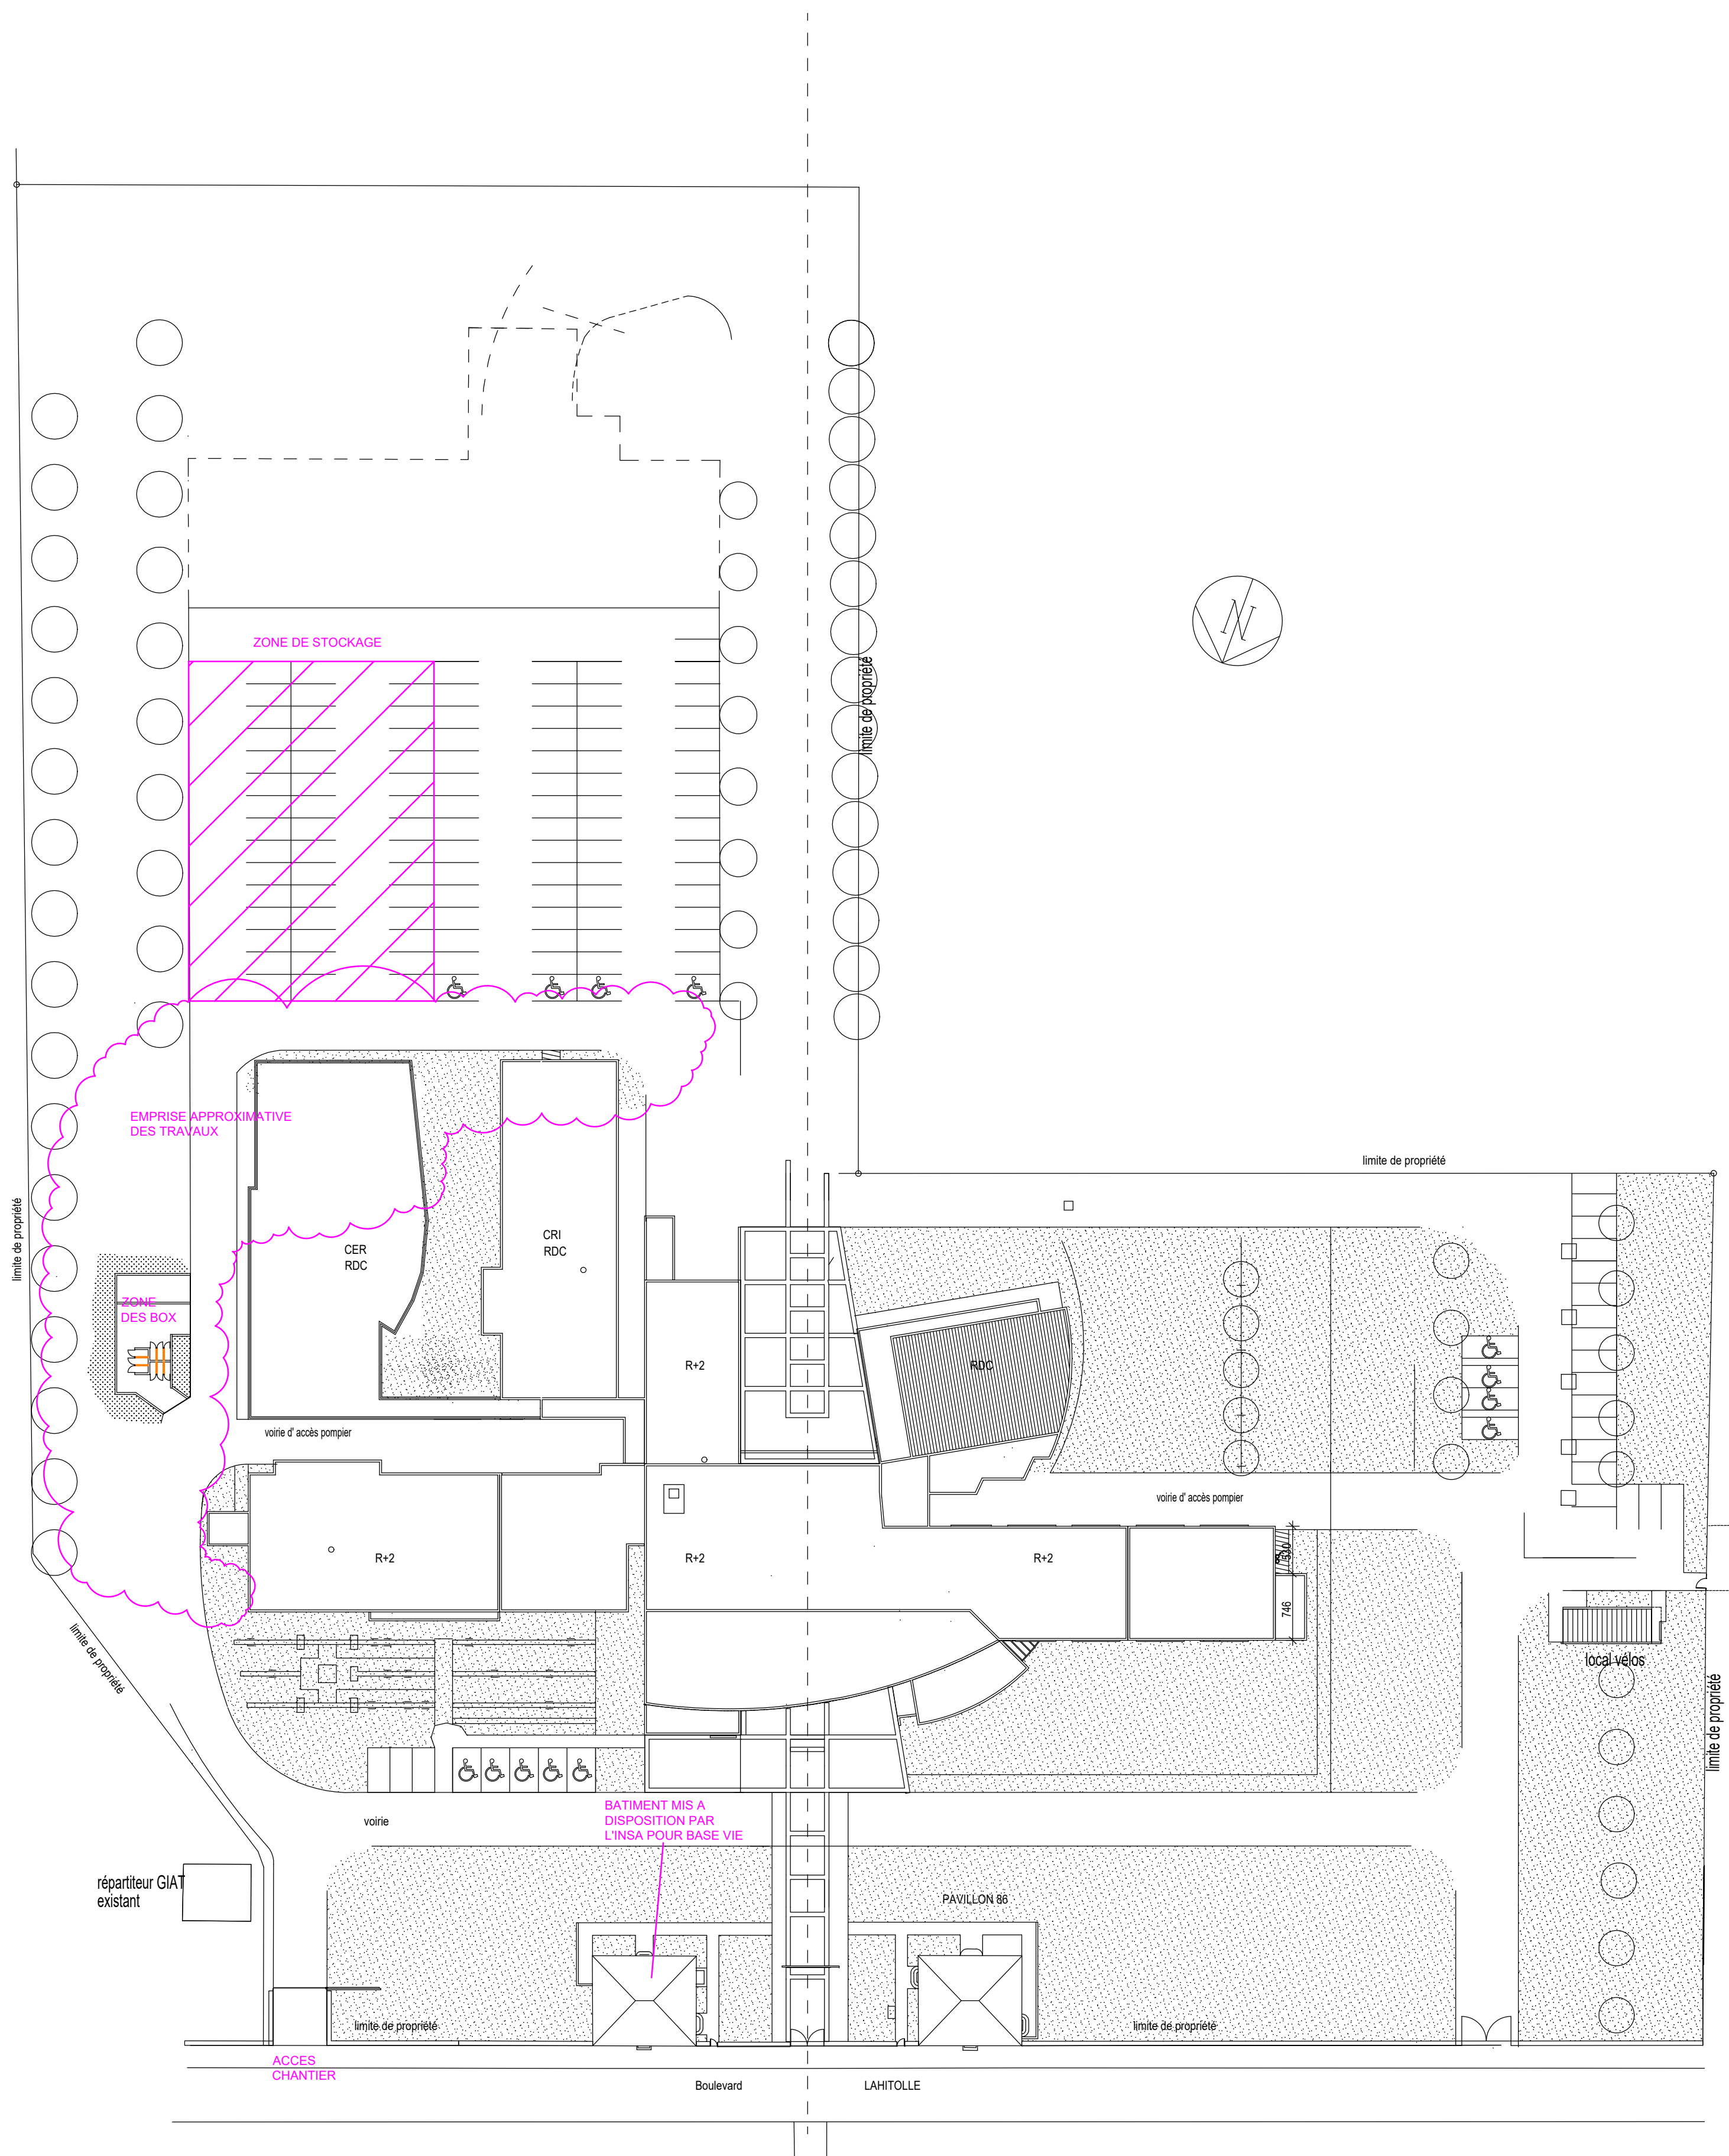 ZONE DE STOCKAGE
N
limite de propriété
EMPRISE APPROXIMATIVE
DES TRAVAUX
limite de propriété
limite de propriété
CRI
RDC
CER
RDC
ZONE
DES BOX
R+2
RDC
voirie d' accès pompier
voirie d' accès pompier
R+2
R+2
R+2
530
746
limite de propriété
local vélos
limite de propriété
BATIMENT MIS A
DISPOSITION PAR
L'INSA POUR BASE VIE
voirie
répartiteur GIAT
existant
PAVILLON 86
limite de propriété
limite de propriété
ACCES
CHANTIER
Boulevard
LAHITOLLE